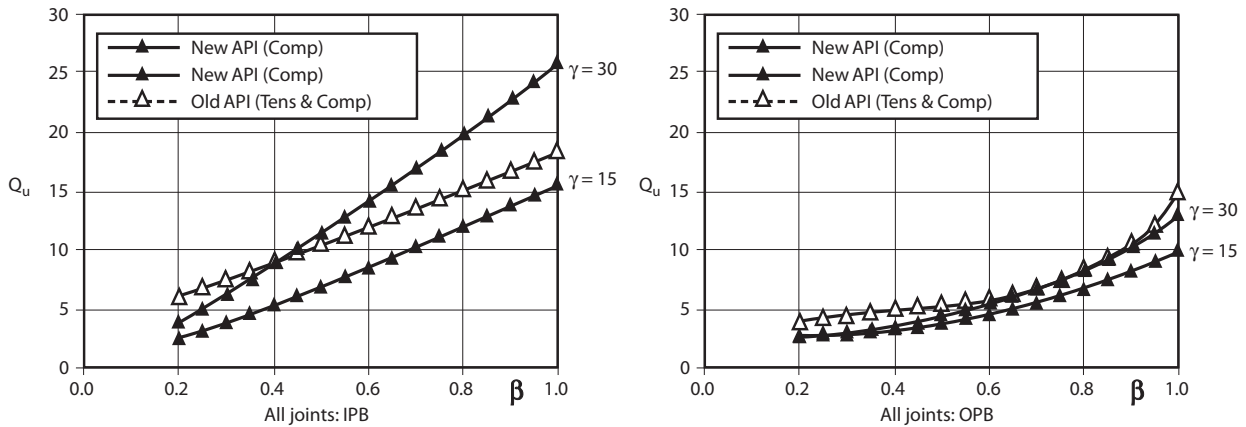 30
25
20
15
10
5
0
Qu
New API (Comp)
New API (Comp)
Old API (Tens & Comp)
γ = 30
γ = 15
0.0 0.2 0.4 0.6 0.8 β 1.0
All joints: IPB
30
25
20
15
10
5
0
Qu
New API (Comp)
New API (Comp)
Old API (Tens & Comp)
γ = 30
γ = 15
0.0 0.2 0.4 0.6 0.8 β 1.0
All joints: OPB